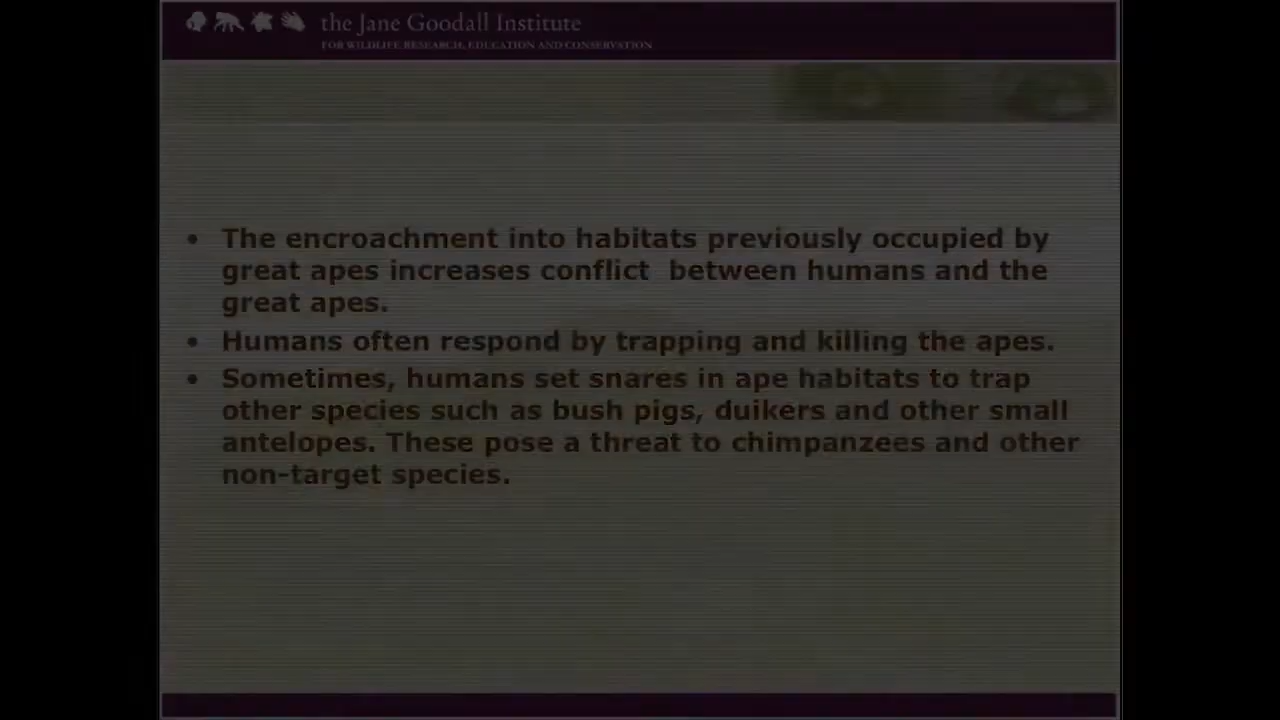 the Jane Goodall Institute
FOR WILDLIFE RESEARCH, EDUCATION AND CONSERVATION
• The encroachment into habitats previously occupied by
great apes increases conflict between humans and the
great apes.
• Humans often respond by trapping and killing the apes.
• Sometimes, humans set snares in ape habitats to trap
other species such as bush pigs, duikers and other small
antelopes. These pose a threat to chimpanzees and other
non-target species.